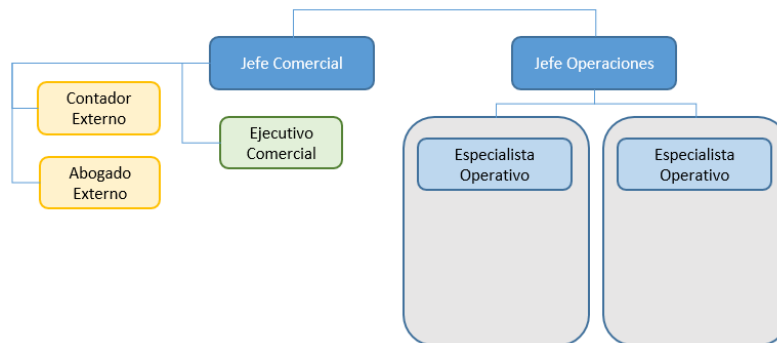 Jefe Comercial
Jefe Operaciones
Contador
Externo
Ejecutivo
Comercial
Abogado
Externo
Especialista
Operativo
Especialista
Operativo